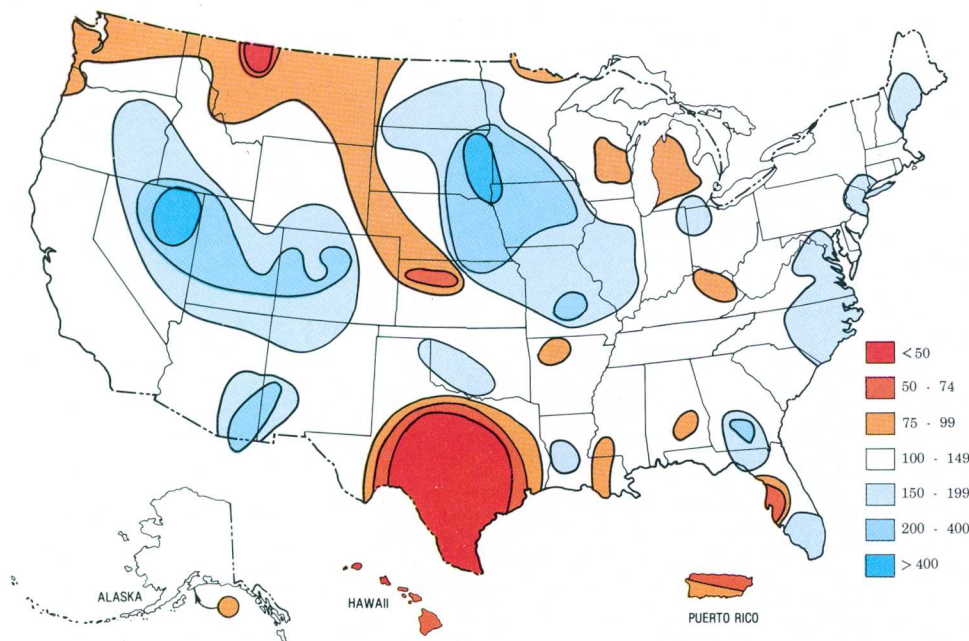 <50
50 - 74
75 - 99
100 - 149
150 - 199
200 - 400
>400
ALASKA
HAWAII
PUERTO RICO